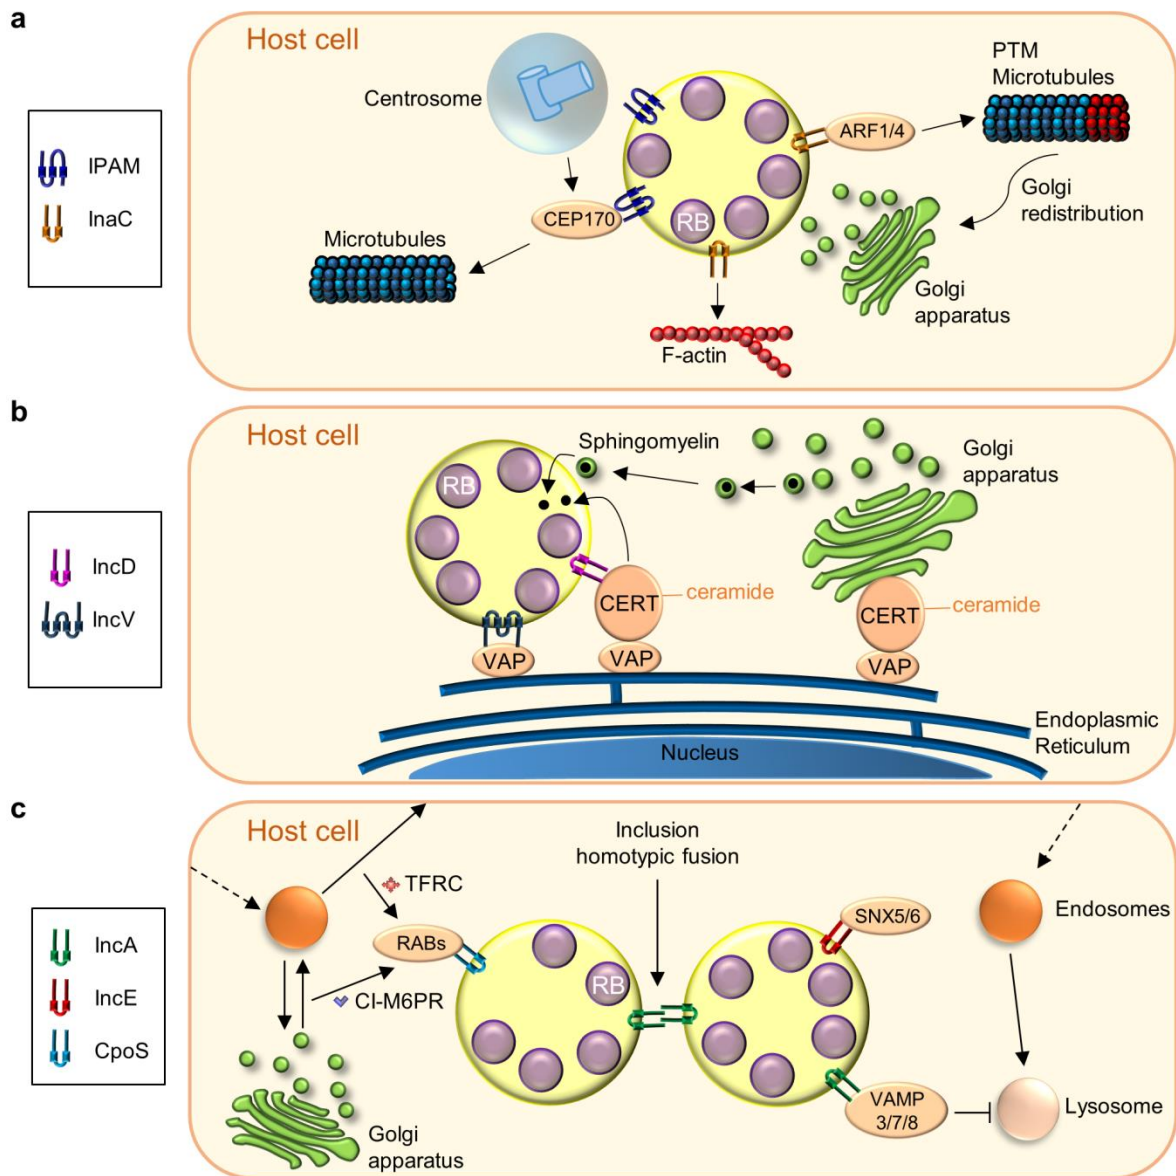 a
Host cell
IPAM
InaC
Centrosome
CEP170
Microtubules
RB
F-actin
ARF1/4
PTM
Microtubules
Golgi
redistribution
Golgi
apparatus
b
Host cell
IncD
IncV
RB
Sphingomyelin
Golgi
apparatus
CERT
ceramide
VAP
VAP
CERT
ceramide
VAP
Endoplasmic
Reticulum
Nucleus
c
Host cell
IncA
IncE
CpoS
TFRC
RABs
CI-M6PR
Golgi
apparatus
Inclusion
homotypic fusion
RB
SNX5/6
VAMP
3/7/8
Endosomes
Lysosome